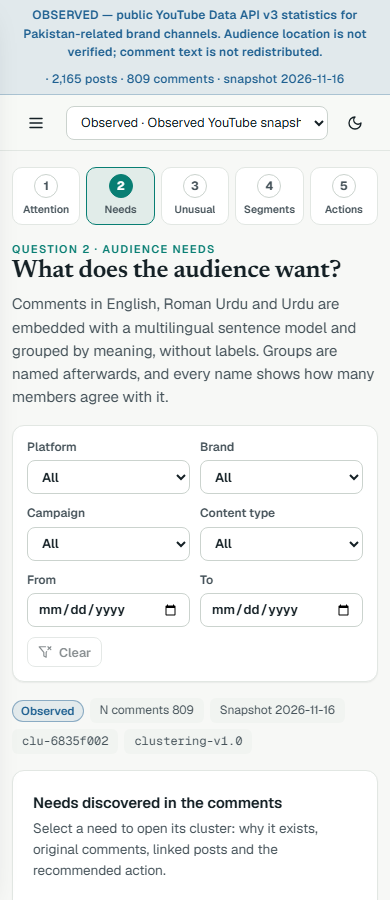 OBSERVED — public YouTube Data API v3 statistics for
Pakistan-related brand channels. Audience location is not
verified; comment text is not redistributed.
· 2,165 posts · 809 comments · snapshot 2026-11-16
Observed · Observed YouTube snapsh
1
Attention
2
Needs
3
Unusual
4
Segments
5
Actions
QUESTION 2 · AUDIENCE NEEDS
What does the audience want?
Comments in English, Roman Urdu and Urdu are
embedded with a multilingual sentence model and
grouped by meaning, without labels. Groups are
named afterwards, and every name shows how many
members agree with it.
Platform Brand
All All
Campaign Content type
All All
From To
mm/dd/yyyy mm/dd/yyyy
Clear
Observed N comments 809 Snapshot 2026-11-16
clu-6835f002 clustering-v1.0
Needs discovered in the comments
Select a need to open its cluster: why it exists,
original comments, linked posts and the
recommended action.